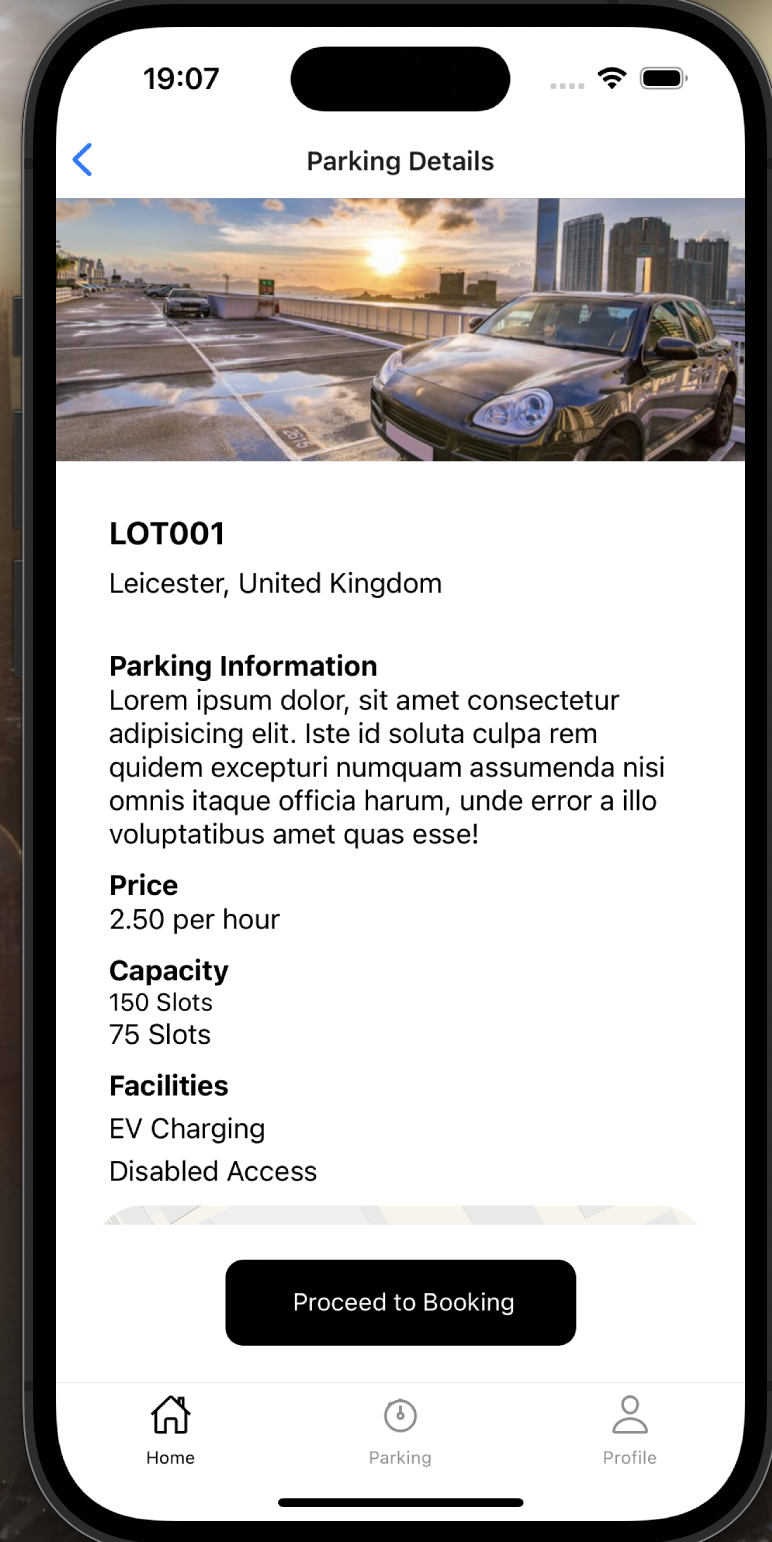 19:07
Parking Details
2615
LOT001
Leicester, United Kingdom
Parking Information
Lorem ipsum dolor, sit amet consectetur
adipisicing elit. Iste id soluta culpa rem
quidem excepturi numquam assumenda nisi
omnis itaque officia harum, unde error a illo
voluptatibus amet quas esse!
Price
2.50 per hour
Capacity
150 Slots
75 Slots
Facilities
EV Charging
Disabled Access
Proceed to Booking
Home
Parking
Profile